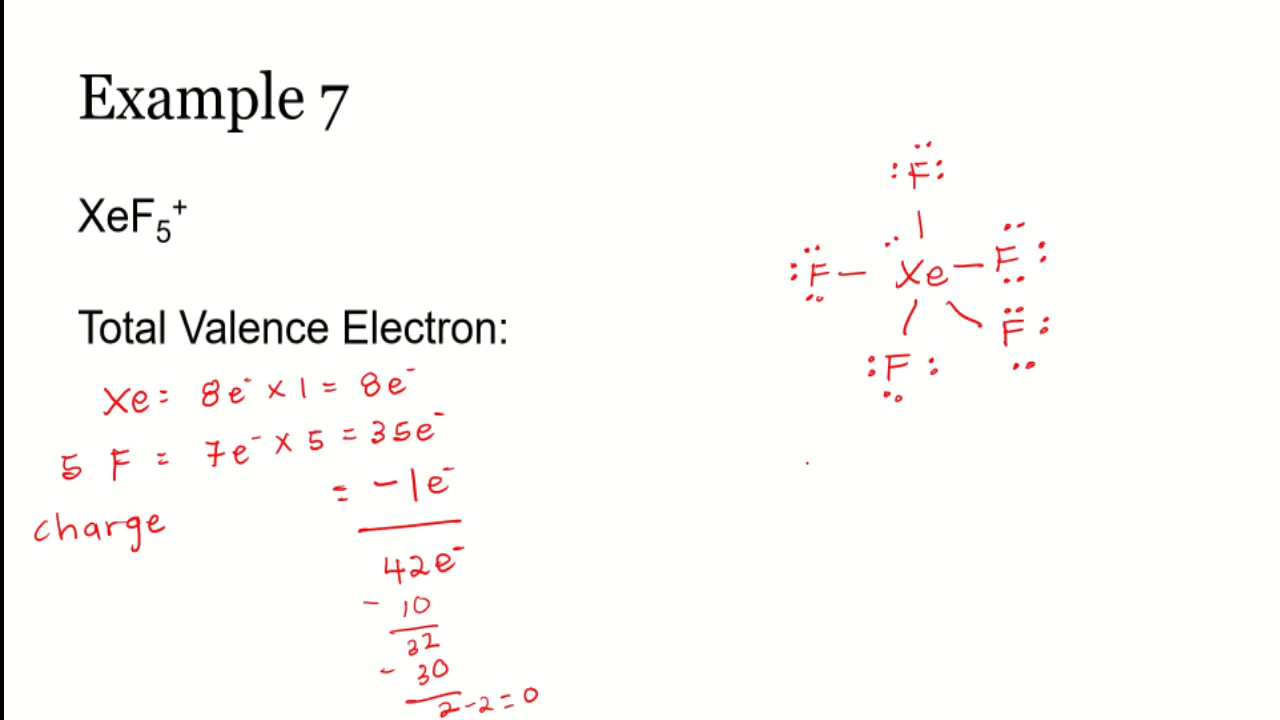 Example 7
XeF₅⁺
Total Valence Electron:
Xe = 8e⁻ × 1 = 8e⁻
5 F = 7e⁻ × 5 = 35e⁻
charge = -1e⁻
42e⁻
- 10
32
- 30
2 - 2 = 0
:F:
:F — Xe — F:
F:
:F: